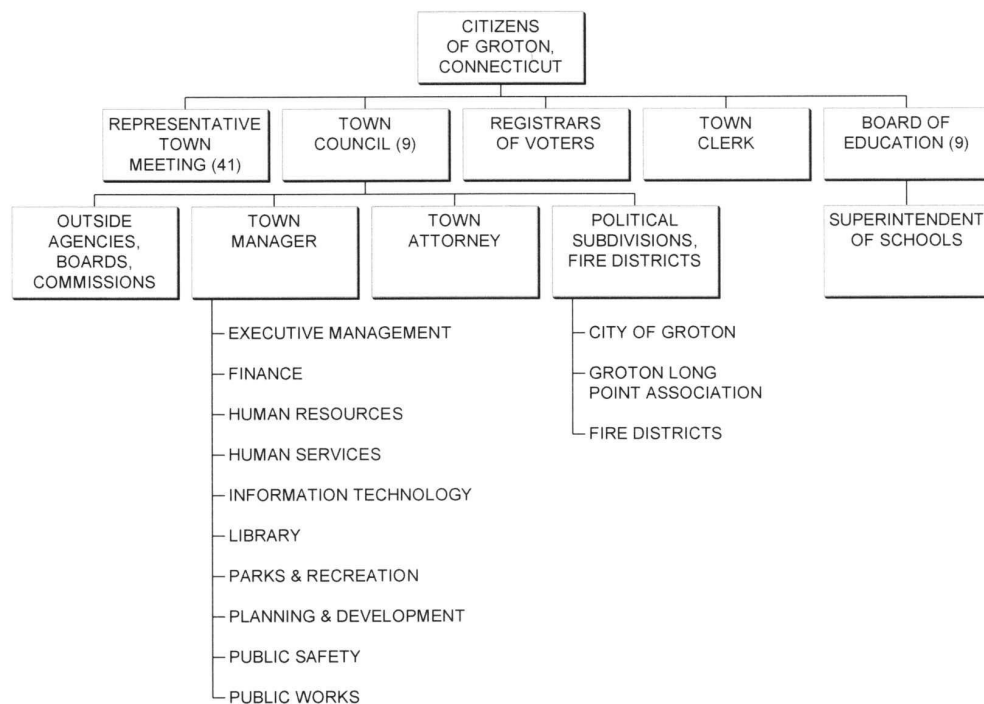 CITIZENS
OF GROTON,
CONNECTICUT
REPRESENTATIVE
TOWN
MEETING (41)
TOWN
COUNCIL (9)
REGISTRARS
OF VOTERS
TOWN
CLERK
BOARD OF
EDUCATION (9)
OUTSIDE
AGENCIES,
BOARDS,
COMMISSIONS
TOWN
MANAGER
TOWN
ATTORNEY
POLITICAL
SUBDIVISIONS,
FIRE DISTRICTS
SUPERINTENDENT
OF SCHOOLS
EXECUTIVE MANAGEMENT
FINANCE
HUMAN RESOURCES
HUMAN SERVICES
INFORMATION TECHNOLOGY
LIBRARY
PARKS & RECREATION
PLANNING & DEVELOPMENT
PUBLIC SAFETY
PUBLIC WORKS
CITY OF GROTON
GROTON LONG
POINT ASSOCIATION
FIRE DISTRICTS